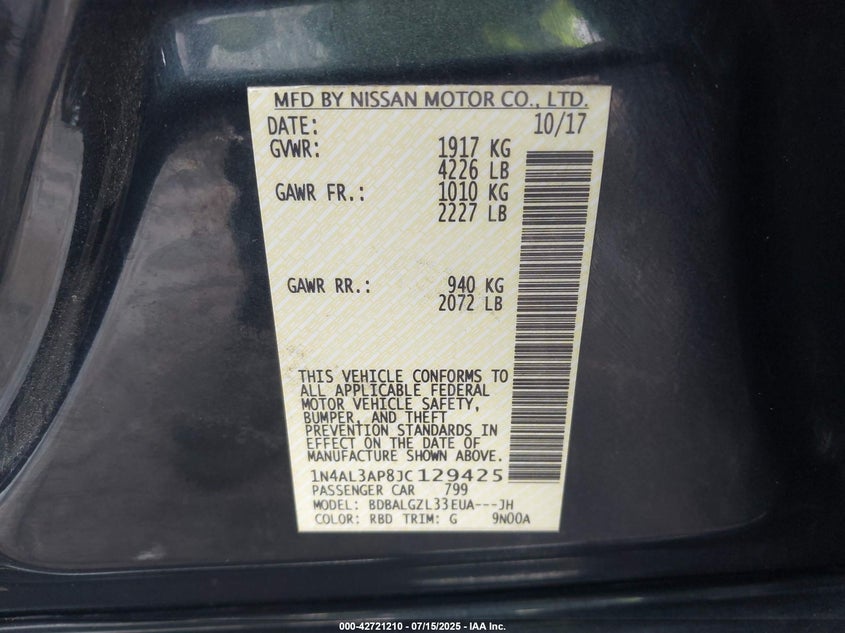 MFD BY NISSAN MOTOR CO., LTD.
DATE: 10/17
GVWR: 1917 KG
4226 LB
GAWR FR.: 1010 KG
2227 LB
GAWR RR.: 940 KG
2072 LB
THIS VEHICLE CONFORMS TO
ALL APPLICABLE FEDERAL
MOTOR VEHICLE SAFETY,
BUMPER, AND THEFT
PREVENTION STANDARDS IN
EFFECT ON THE DATE OF
MANUFACTURE SHOWN ABOVE.
1N4AL3AP8JC129425
PASSENGER CAR 799
MODEL: BDBALGZL33EUA---JH
COLOR: RBD TRIM: G 9N00A
000-42721210 - 07/15/2025 - IAA Inc.